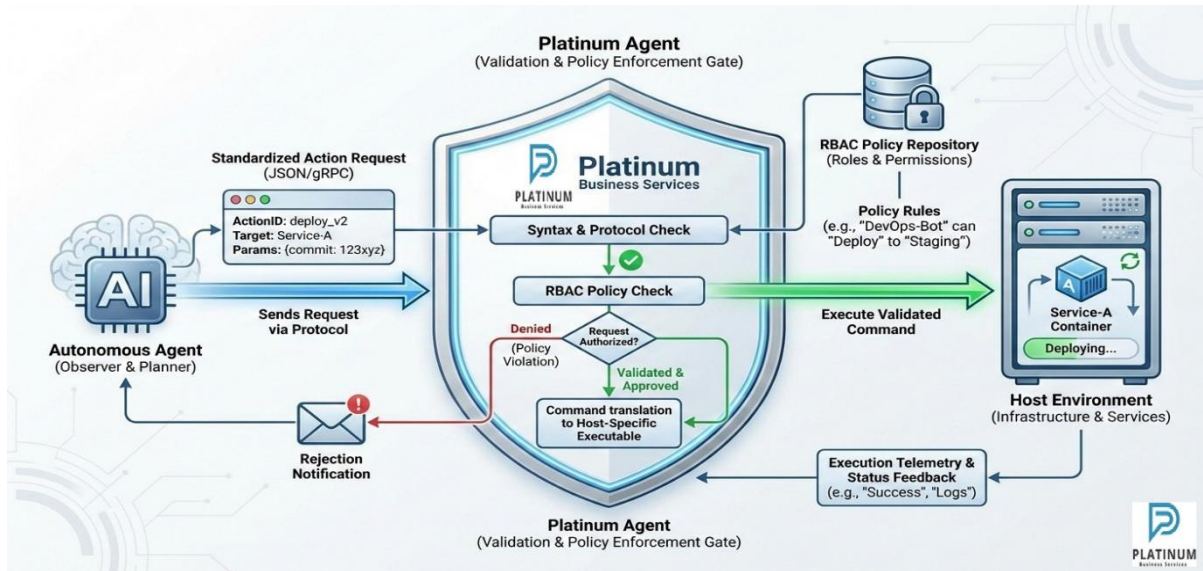 Platinum Agent
(Validation & Policy Enforcement Gate)
Standardized Action Request
(JSON/gRPC)
ActionID: deploy_v2
Target: Service-A
Params: {commit: 123xyz}
AI
Autonomous Agent
(Observer & Planner)
Sends Request
via Protocol
PLATINUM
Business Services
Platinum
Business Services
Syntax & Protocol Check
RBAC Policy Check
Request
Authorized?
Denied
(Policy
Violation)
Validated &
Approved
Command translation
to Host-Specific
Executable
Rejection
Notification
RBAC Policy Repository
(Roles & Permissions)
Policy Rules
(e.g., "DevOps-Bot" can
"Deploy" to "Staging")
Execute Validated
Command
A
Service-A
Container
Deploying...
Host Environment
(Infrastructure & Services)
Execution Telemetry &
Status Feedback
(e.g., "Success", "Logs")
Platinum Agent
(Validation & Policy Enforcement Gate)
PLATINUM
Business Services